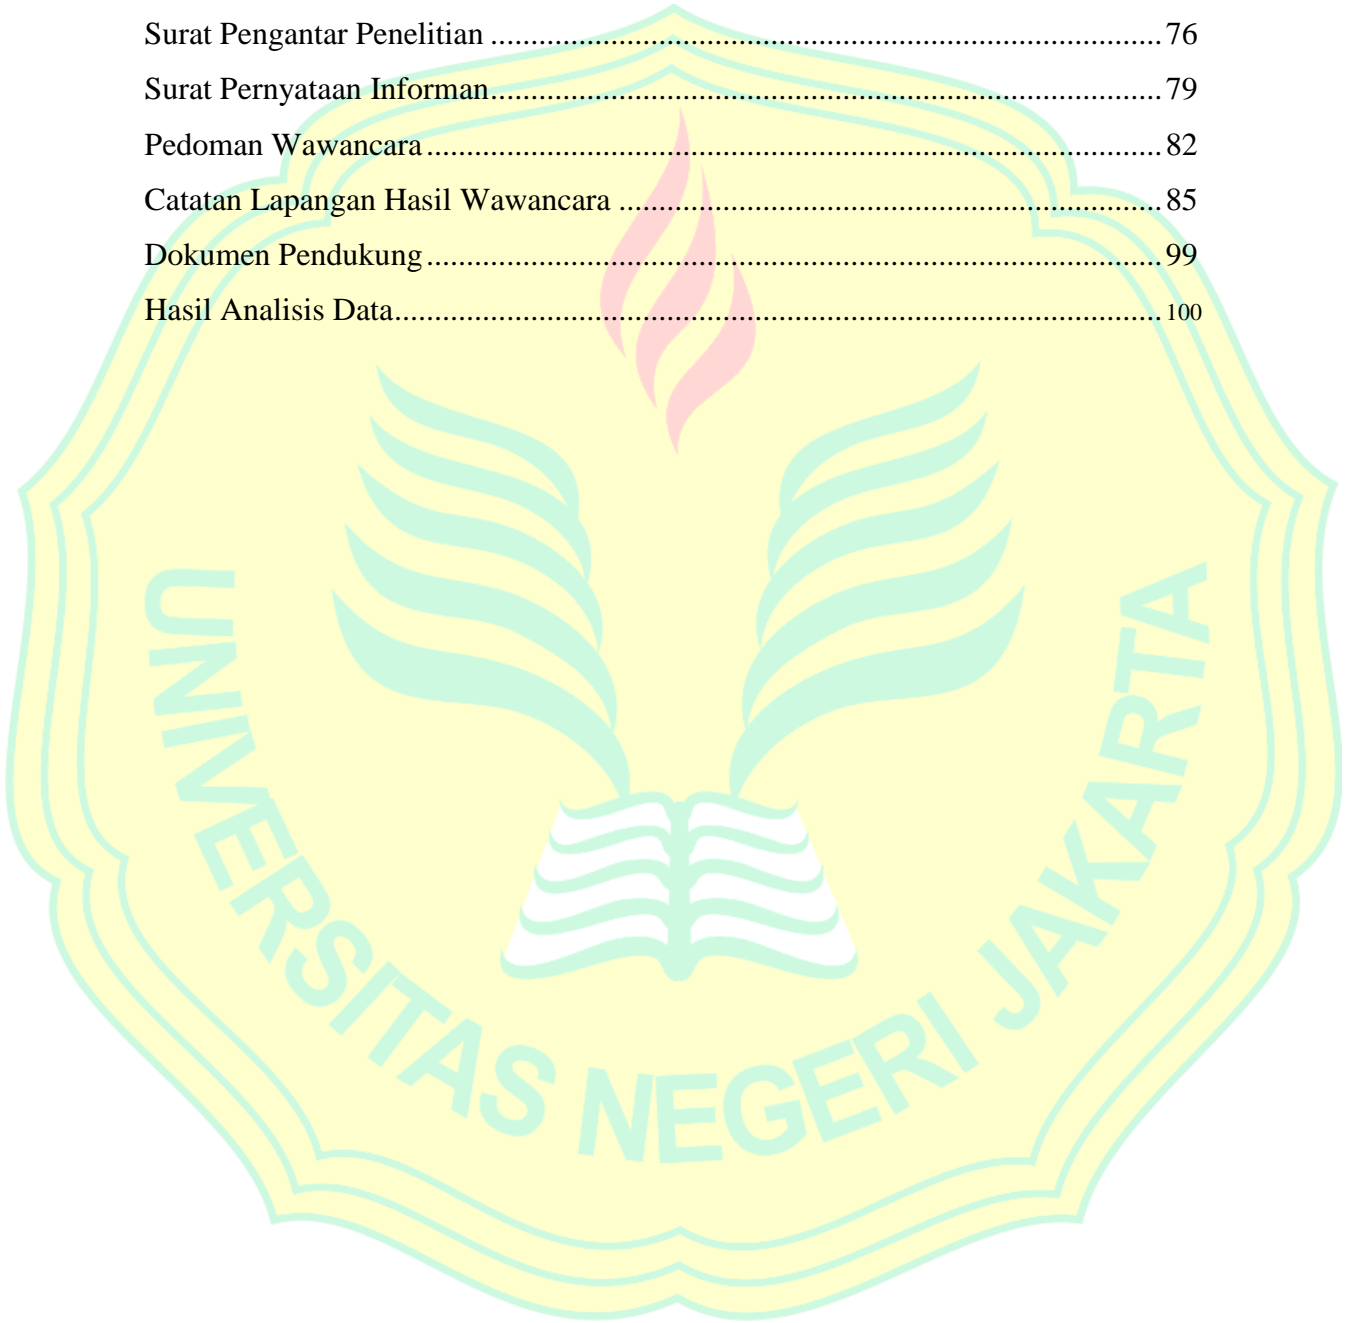 Surat Pengantar Penelitian ................................................................................... 76
Surat Pernyataan Informan................................................................................... 79
Pedoman Wawancara ........................................................................................... 82
Catatan Lapangan Hasil Wawancara ................................................................... 85
Dokumen Pendukung........................................................................................... 99
Hasil Analisis Data............................................................................................... 100
UNIVERSITAS NEGERI JAKARTA